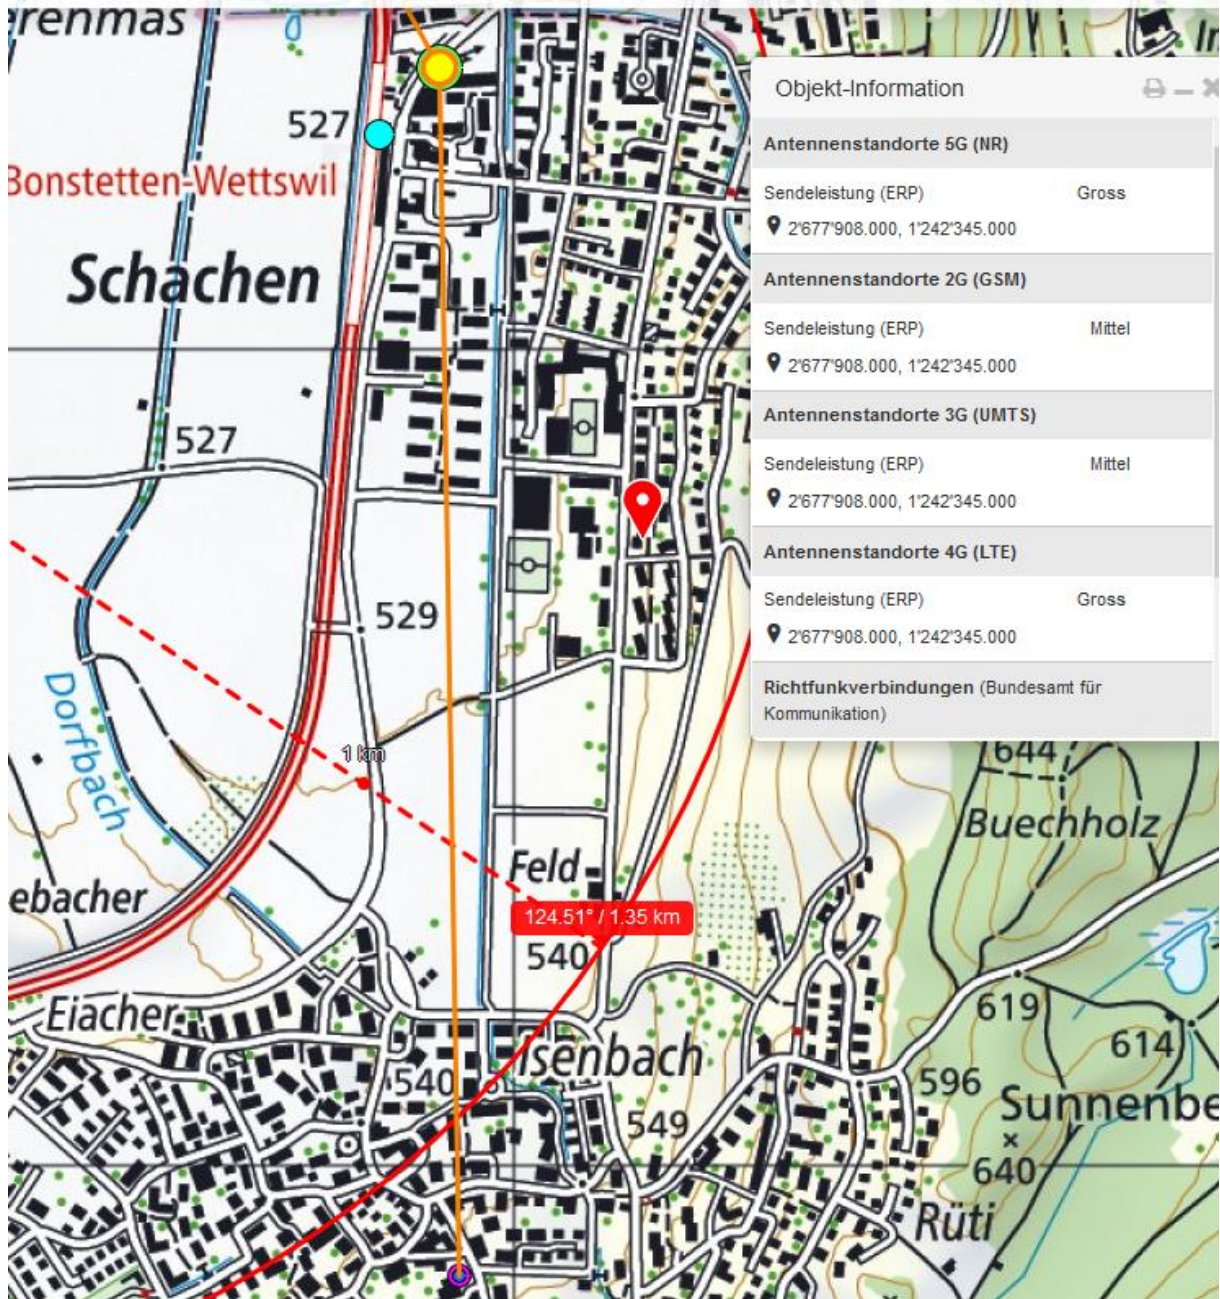 renmas
527
Bonstetten-Wettswil
Schachen
527
529
Dorfbach
1 km
Feld
ebacher
124.51° / 1.35 km
540
Eiacher
Isenbach
540
549
644
Buechholz
619
614
596
Sunnenbe
640
Rüti
Objekt-Information
Antennenstandorte 5G (NR)
Sendeleistung (ERP) Gross
2'677'908.000, 1'242'345.000
Antennenstandorte 2G (GSM)
Sendeleistung (ERP) Mittel
2'677'908.000, 1'242'345.000
Antennenstandorte 3G (UMTS)
Sendeleistung (ERP) Mittel
2'677'908.000, 1'242'345.000
Antennenstandorte 4G (LTE)
Sendeleistung (ERP) Gross
2'677'908.000, 1'242'345.000
Richtfunkverbindungen (Bundesamt für
Kommunikation)